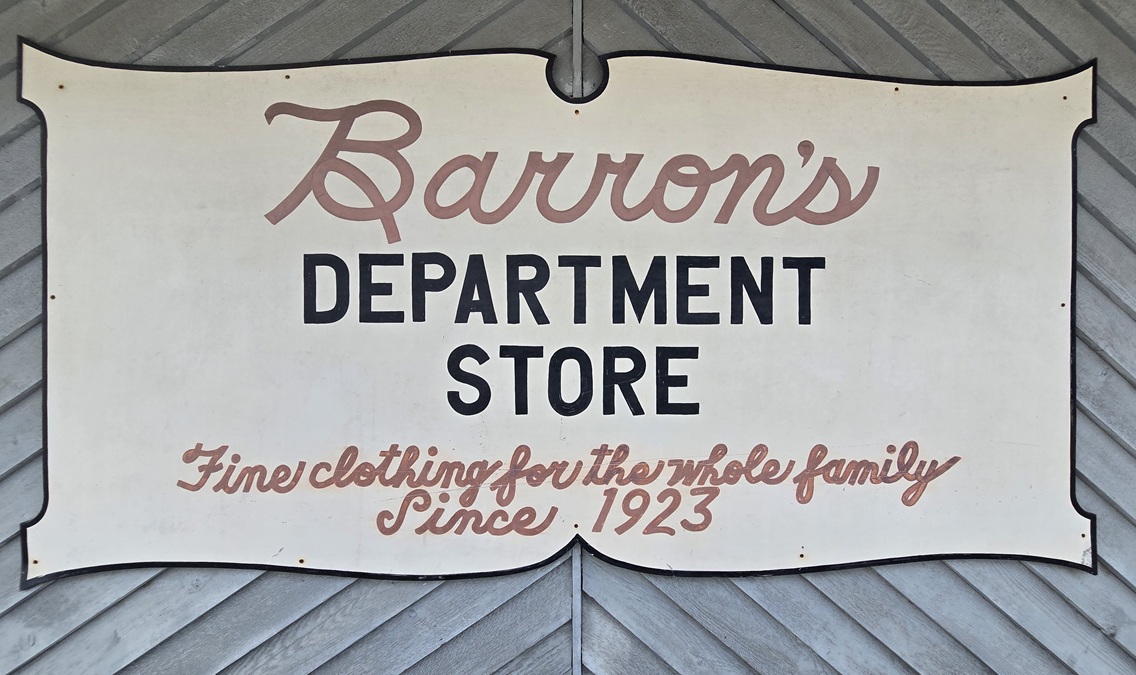 Barron's
DEPARTMENT
STORE
Fine clothing for the whole family
Since 1923